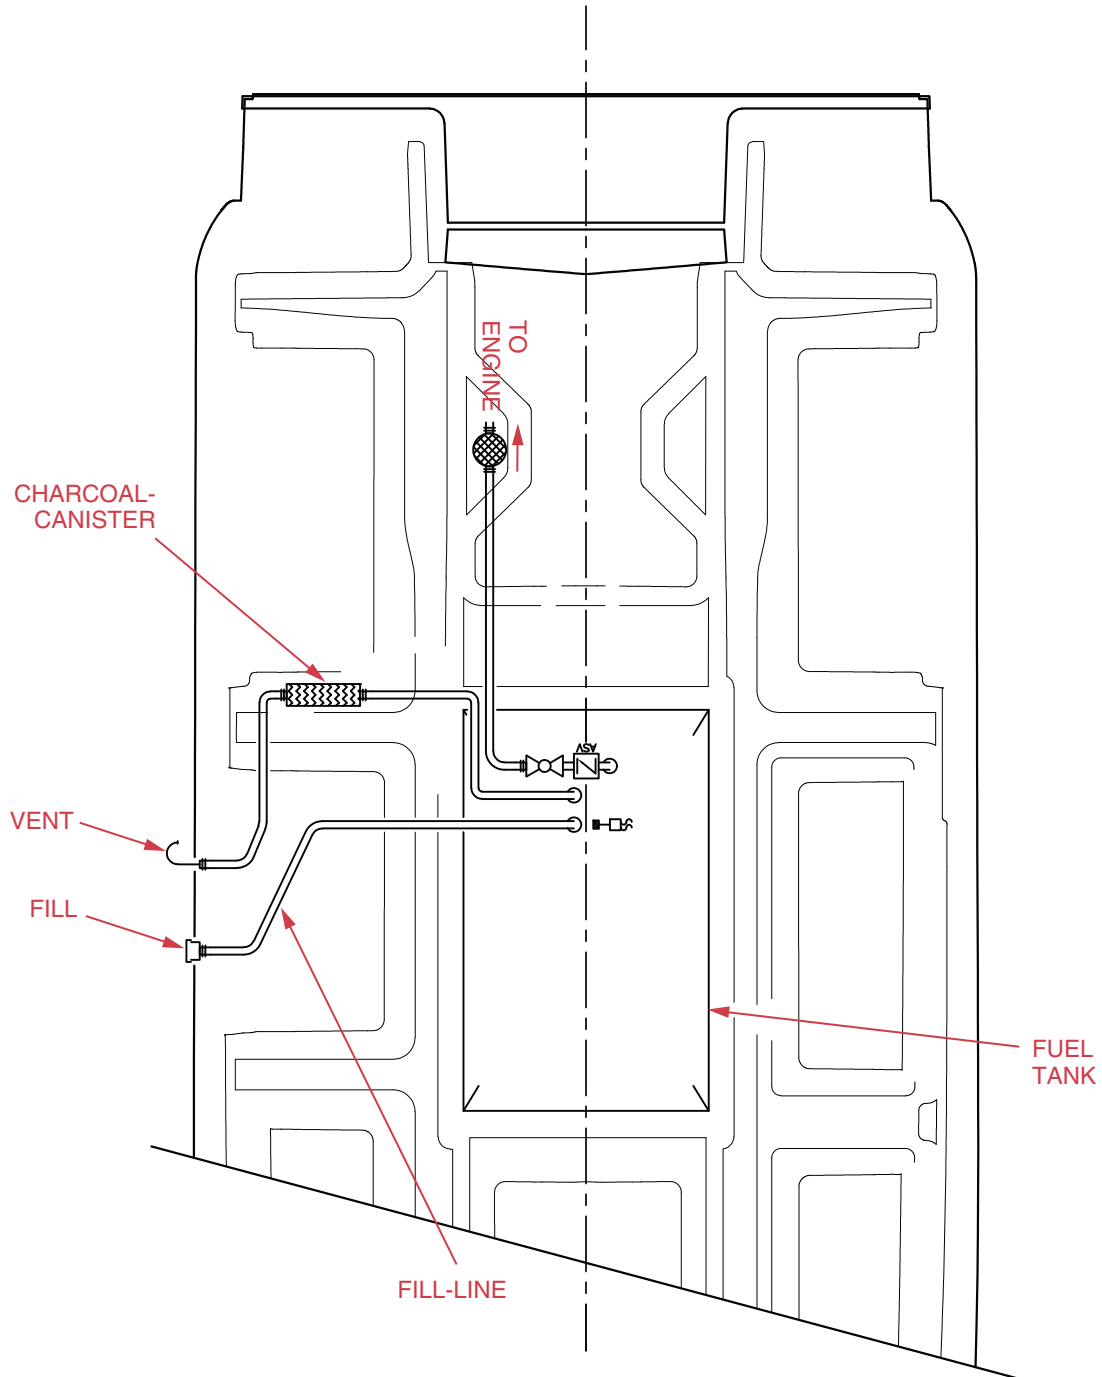 TO
ENGINE
CHARCOAL-
CANISTER
ASV
VENT
FILL
FUEL
TANK
FILL-LINE